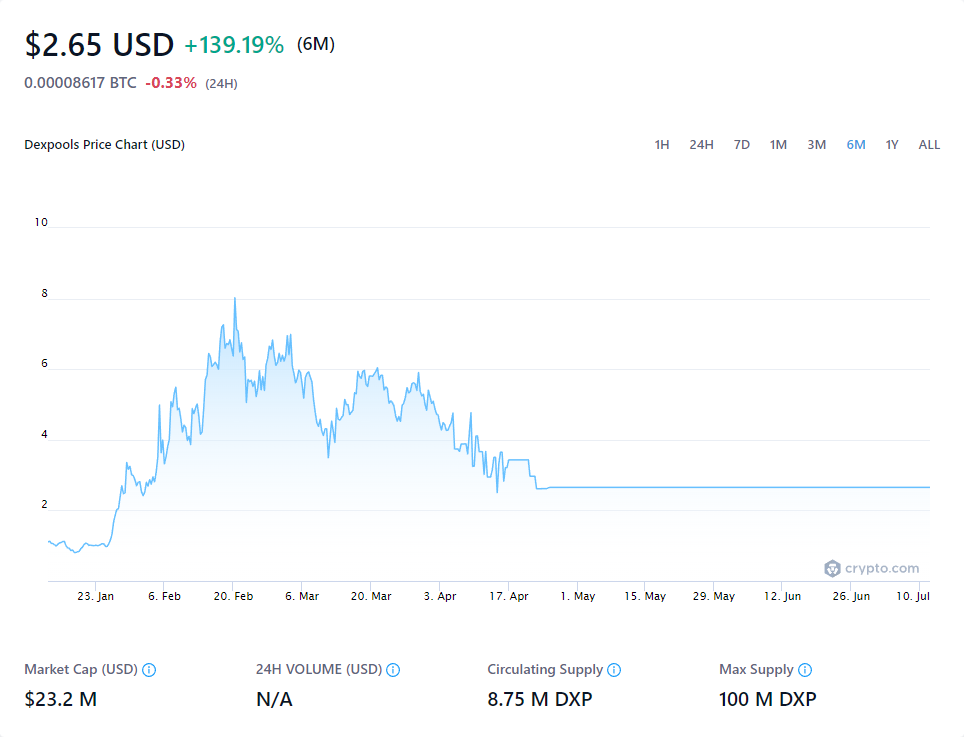 $2.65 USD +139.19% (6M)
0.00008617 BTC -0.33% (24H)
Dexpools Price Chart (USD) 1H 24H 7D 1M 3M 6M 1Y ALL
10
8
6
4
2
crypto.com
23. Jan 6. Feb 20. Feb 6. Mar 20. Mar 3. Apr 17. Apr 1. May 15. May 29. May 12. Jun 26. Jun 10. Jul
Market Cap (USD) 24H VOLUME (USD) Circulating Supply Max Supply
$23.2 M N/A 8.75 M DXP 100 M DXP